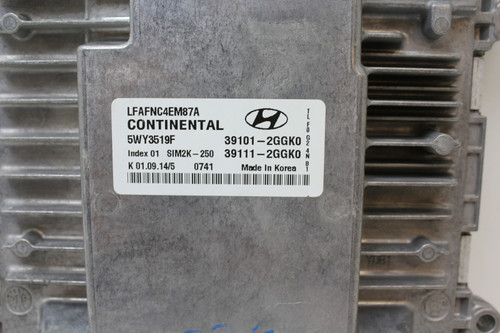 LFAFNC4EM87A
CONTINENTAL
5WY3519F 39101-2GGK0
Index 01 SIM2K-250 39111-2GGK0
K 01.09.14/5 0741 Made In Korea